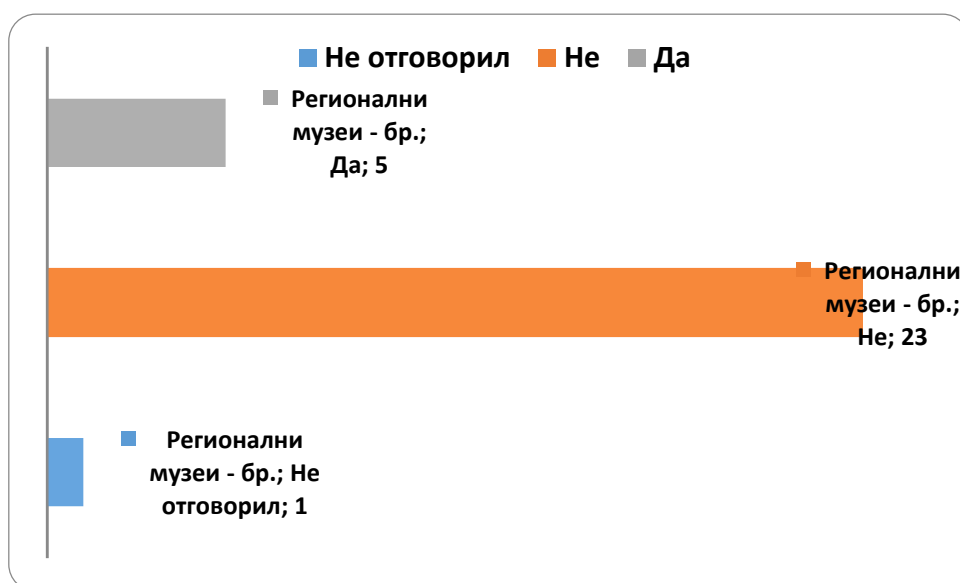 Не отговорил Не Да
Регионални
музеи - бр.;
Да; 5
Регионални
музеи - бр.;
Не; 23
Регионални
музеи - бр.; Не
отговорил; 1